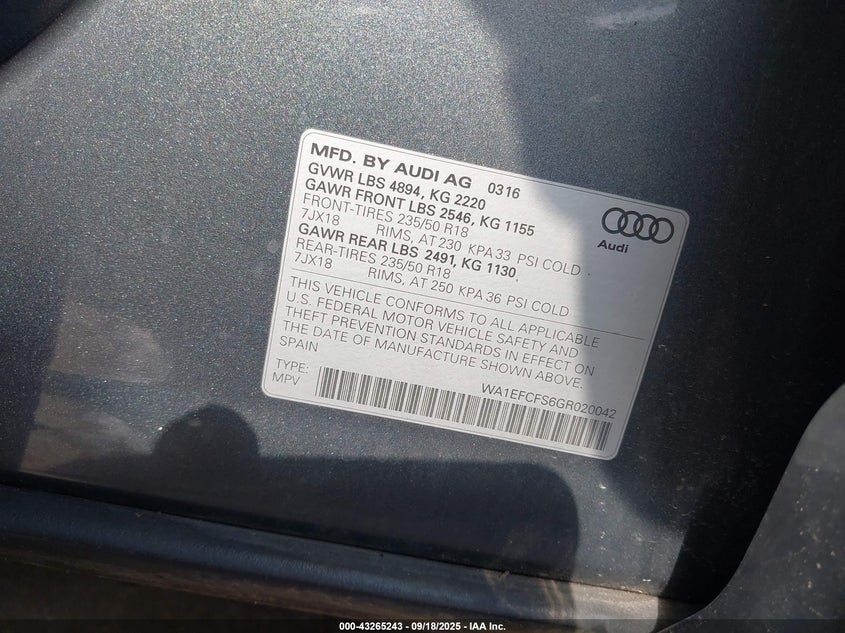 MFD. BY AUDI AG 0316
GVWR LBS 4894, KG 2220
GAWR FRONT LBS 2546, KG 1155
FRONT-TIRES 235/50 R18
7JX18 RIMS, AT 230 KPA 33 PSI COLD
GAWR REAR LBS 2491, KG 1130
REAR-TIRES 235/50 R18
7JX18 RIMS, AT 250 KPA 36 PSI COLD
Audi
THIS VEHICLE CONFORMS TO ALL APPLICABLE
U.S. FEDERAL MOTOR VEHICLE SAFETY AND
THEFT PREVENTION STANDARDS IN EFFECT ON
THE DATE OF MANUFACTURE SHOWN ABOVE.
SPAIN
TYPE: WA1EFCFS6GR020042
MPV
000-43265243 - 09/18/2025 - IAA Inc.